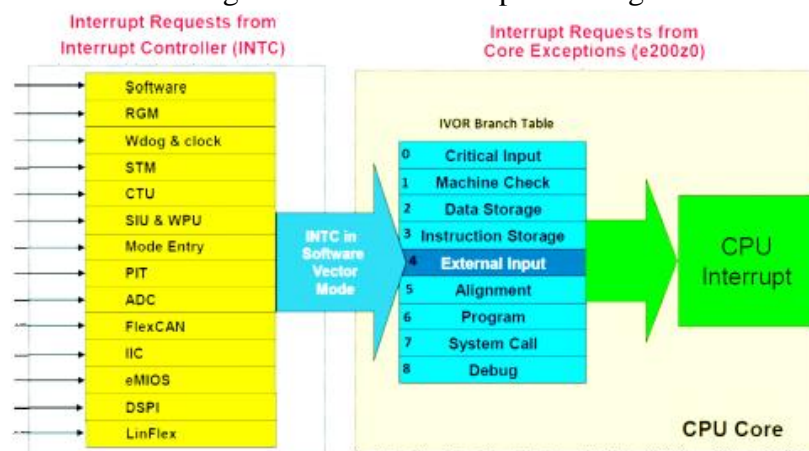 Interrupt Requests from
Interrupt Controller (INTC)
Interrupt Requests from
Core Exceptions (e200z0)
Software
RGM
Wdog & clock
STM
CTU
SIU & WPU
Mode Entry
PIT
ADC
FlexCAN
IIC
eMIOS
DSPI
LinFlex
INTC in
Software
Vector
Mode
IVOR Branch Table
0 Critical Input
1 Machine Check
2 Data Storage
3 Instruction Storage
4 External Input
5 Alignment
6 Program
7 System Call
8 Debug
CPU
Interrupt
CPU Core